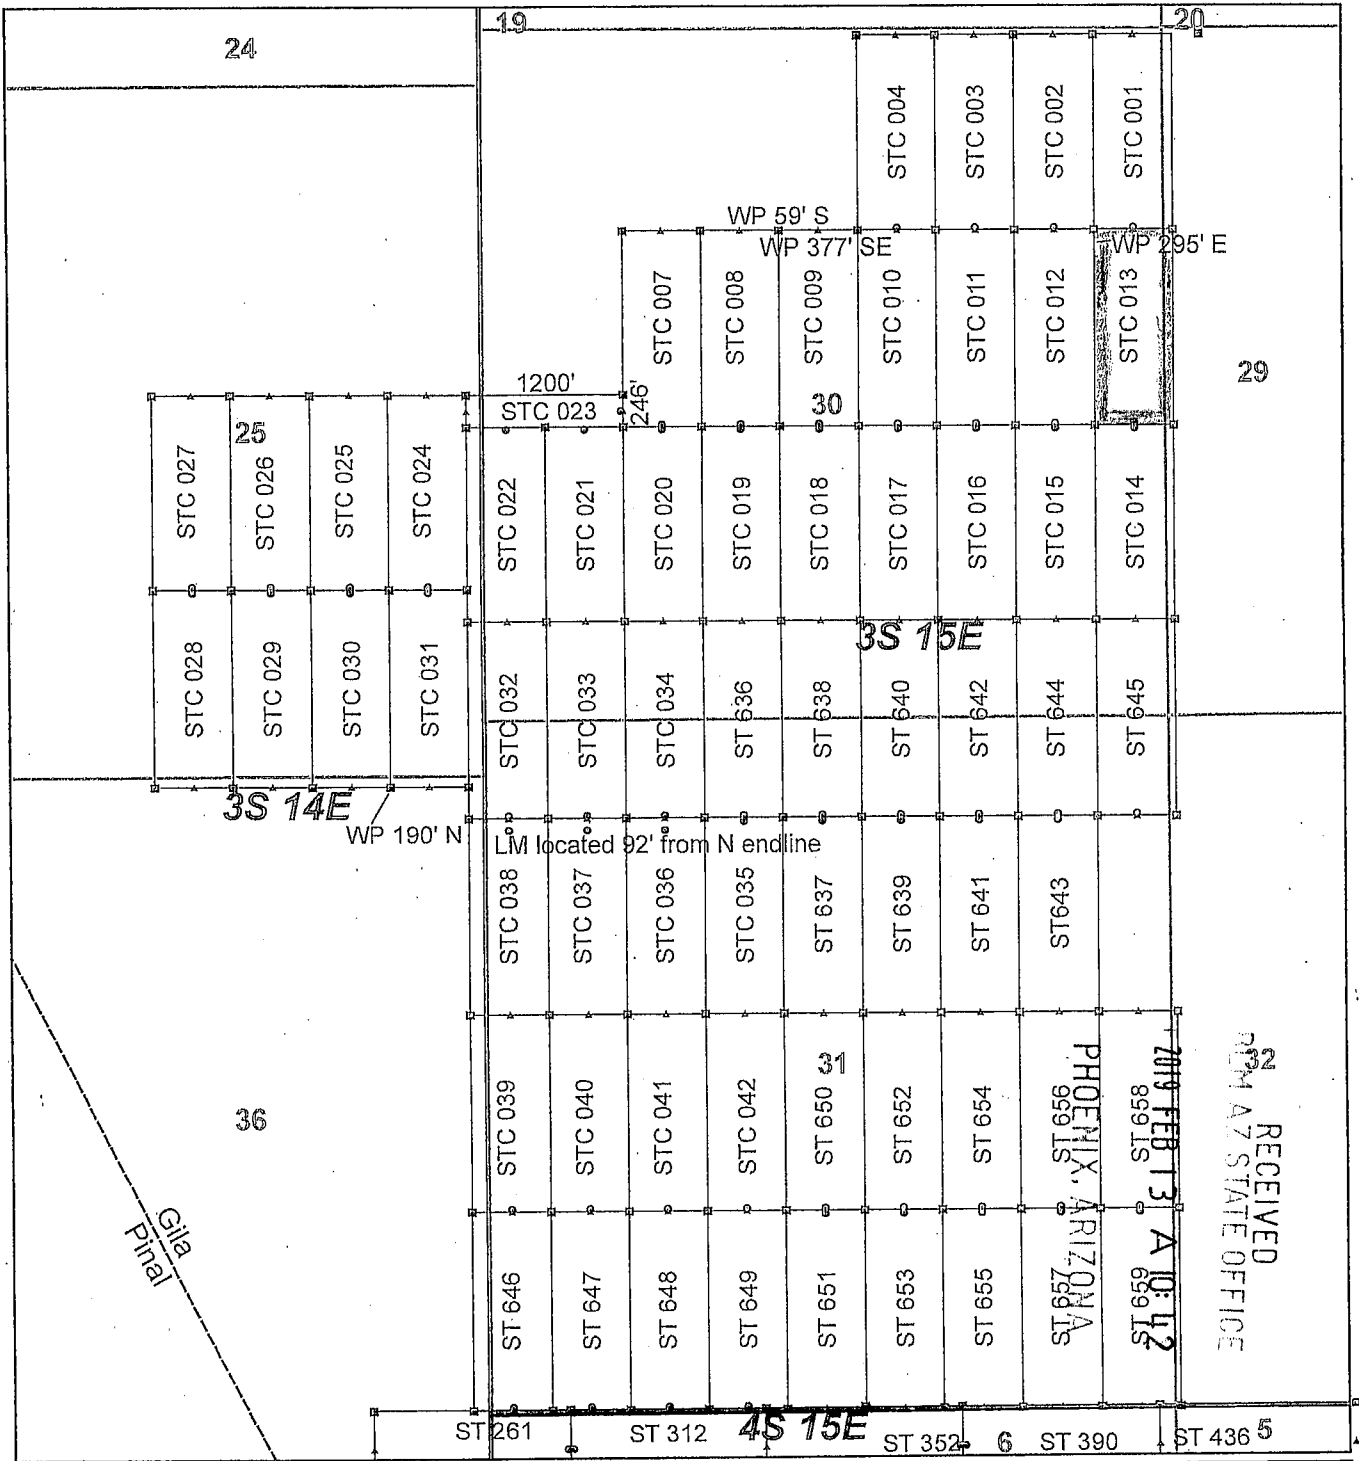 19
20
24
STC 004
STC 003
STC 002
STC 001
WP 59' S
WP 377' SE
WP 295' E
STC 007
STC 008
STC 009
STC 010
STC 011
STC 012
STC 013
29
1200'
STC 023
246'
30
25
STC 027
STC 026
STC 025
STC 024
STC 022
STC 021
STC 020
STC 019
STC 018
STC 017
STC 016
STC 015
STC 014
3S 15E
STC 028
STC 029
STC 030
STC 031
STC 032
STC 033
STC 034
ST 636
ST 638
ST 640
ST 642
ST 644
ST 645
3S 14E
WP 190' N
LM located 92' from N endline
STC 038
STC 037
STC 036
STC 035
ST 637
ST 639
ST 641
ST643
31
32
36
STC 039
STC 040
STC 041
STC 042
ST 650
ST 652
ST 654
ST 656
ST 658
RECEIVED
AZ STATE OFFICE
2019 FEB 13 A 10:42
PHOENIX, ARIZONA
Gila
Pinal
ST 646
ST 647
ST 648
ST 649
ST 651
ST 653
ST 655
ST 657
ST 659
4S 15E
ST 261
ST 312
ST 352
6
ST 390
ST 436
5